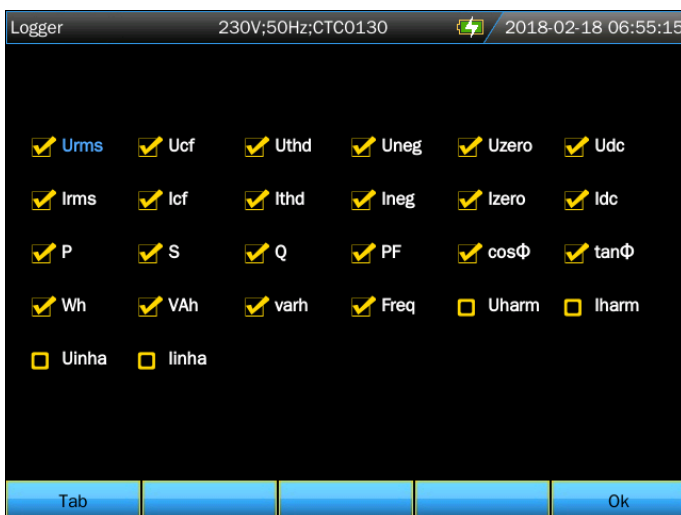 Logger 230V;50Hz;CTC0130 2018-02-18 06:55:15
Urms Ucf Uthd Uneg Uzero Udc
Irms Icf Ithd Ineg Izero Idc
P S Q PF cosΦ tanΦ
Wh VAh varh Freq Uharm Iharm
Uinha Iinha
Tab Ok